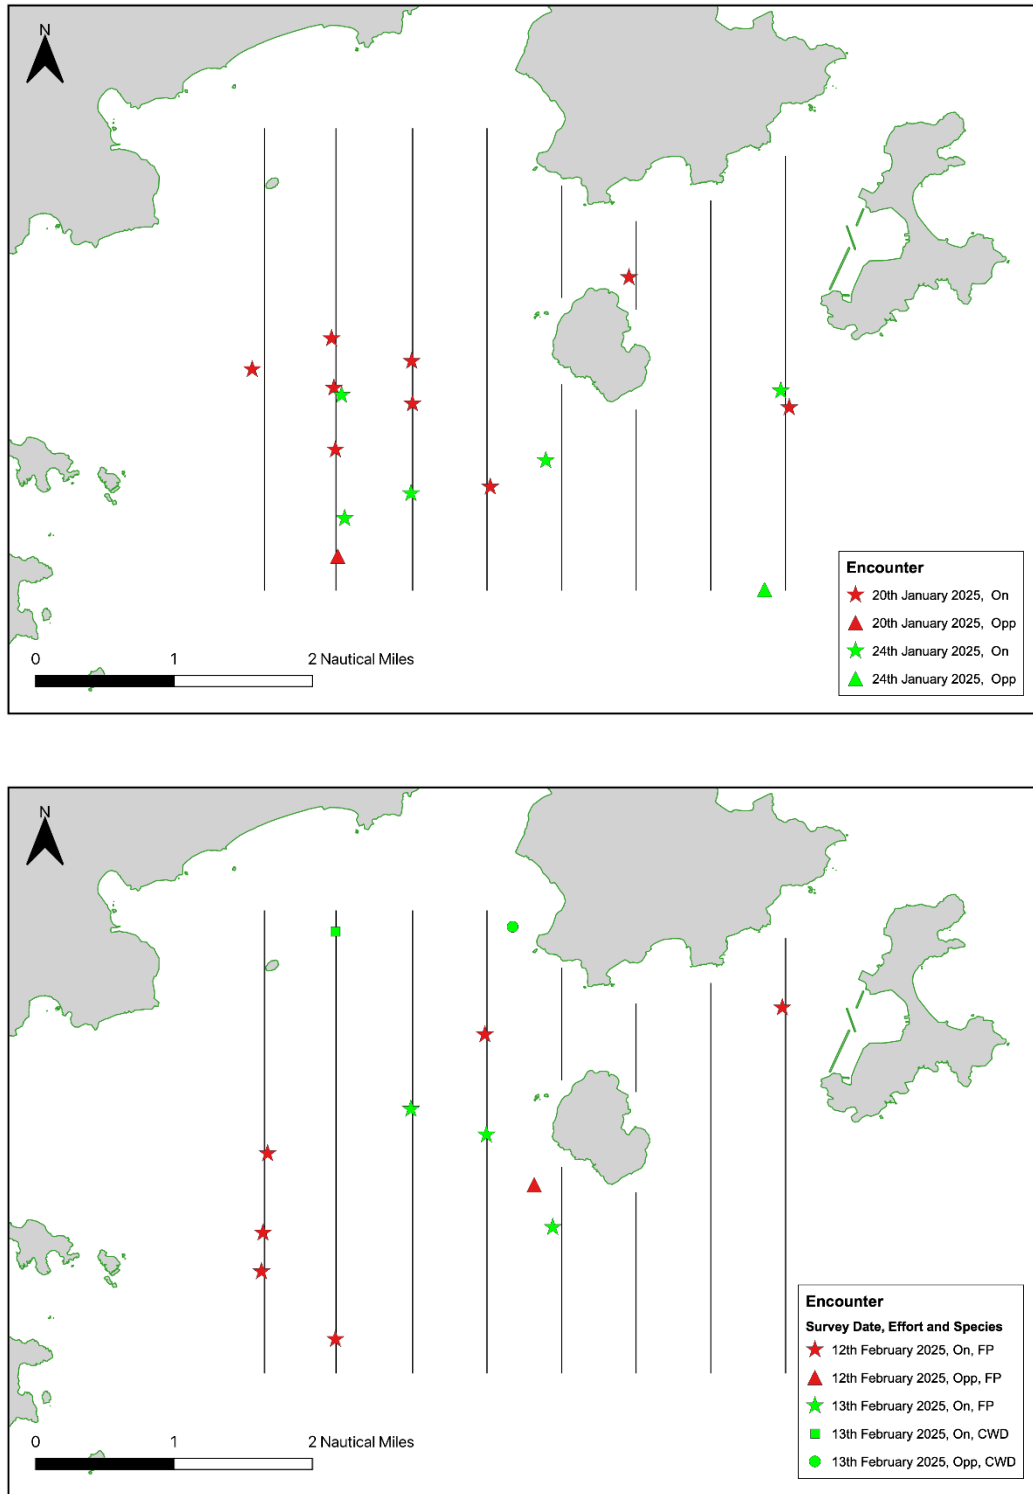 N
Encounter
20th January 2025, On
20th January 2025, Opp
24th January 2025, On
24th January 2025, Opp
0 1 2 Nautical Miles
N
Encounter
Survey Date, Effort and Species
12th February 2025, On, FP
12th February 2025, Opp, FP
13th February 2025, On, FP
13th February 2025, On, CWD
13th February 2025, Opp, CWD
0 1 2 Nautical Miles